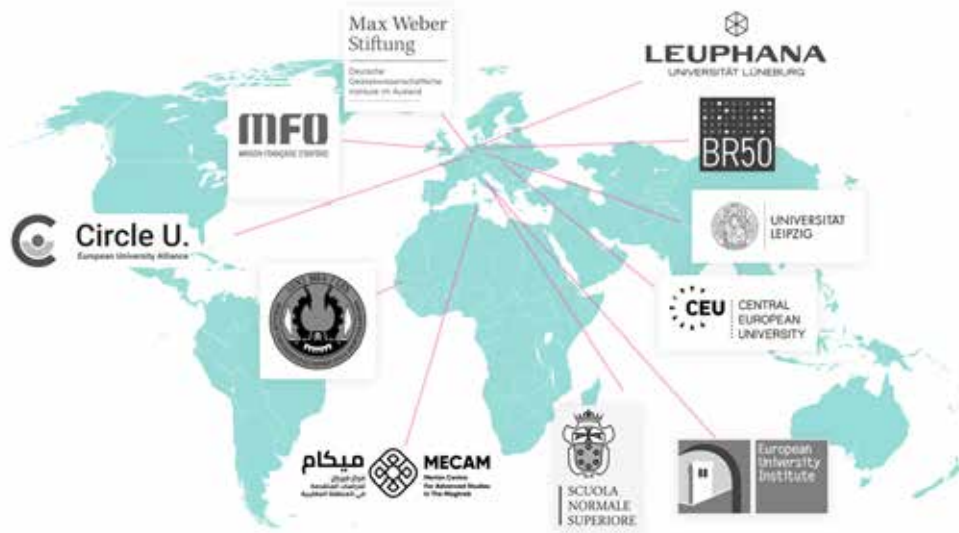 Max Weber
Stiftung
Deutsche
Geisteswissenschaftliche
Institute im Ausland
LEUPHANA
UNIVERSITÄT LÜNEBURG
MFO
MAISON FRANÇAISE D'OXFORD
BR50
UNIVERSITÄT
LEIPZIG
Circle U.
European University Alliance
CEU
CENTRAL
EUROPEAN
UNIVERSITY
ميكام
MECAM
Merian Centre
For Advanced Studies
in The Maghreb
SCUOLA
NORMALE
SUPERIORE
European
University
Institute